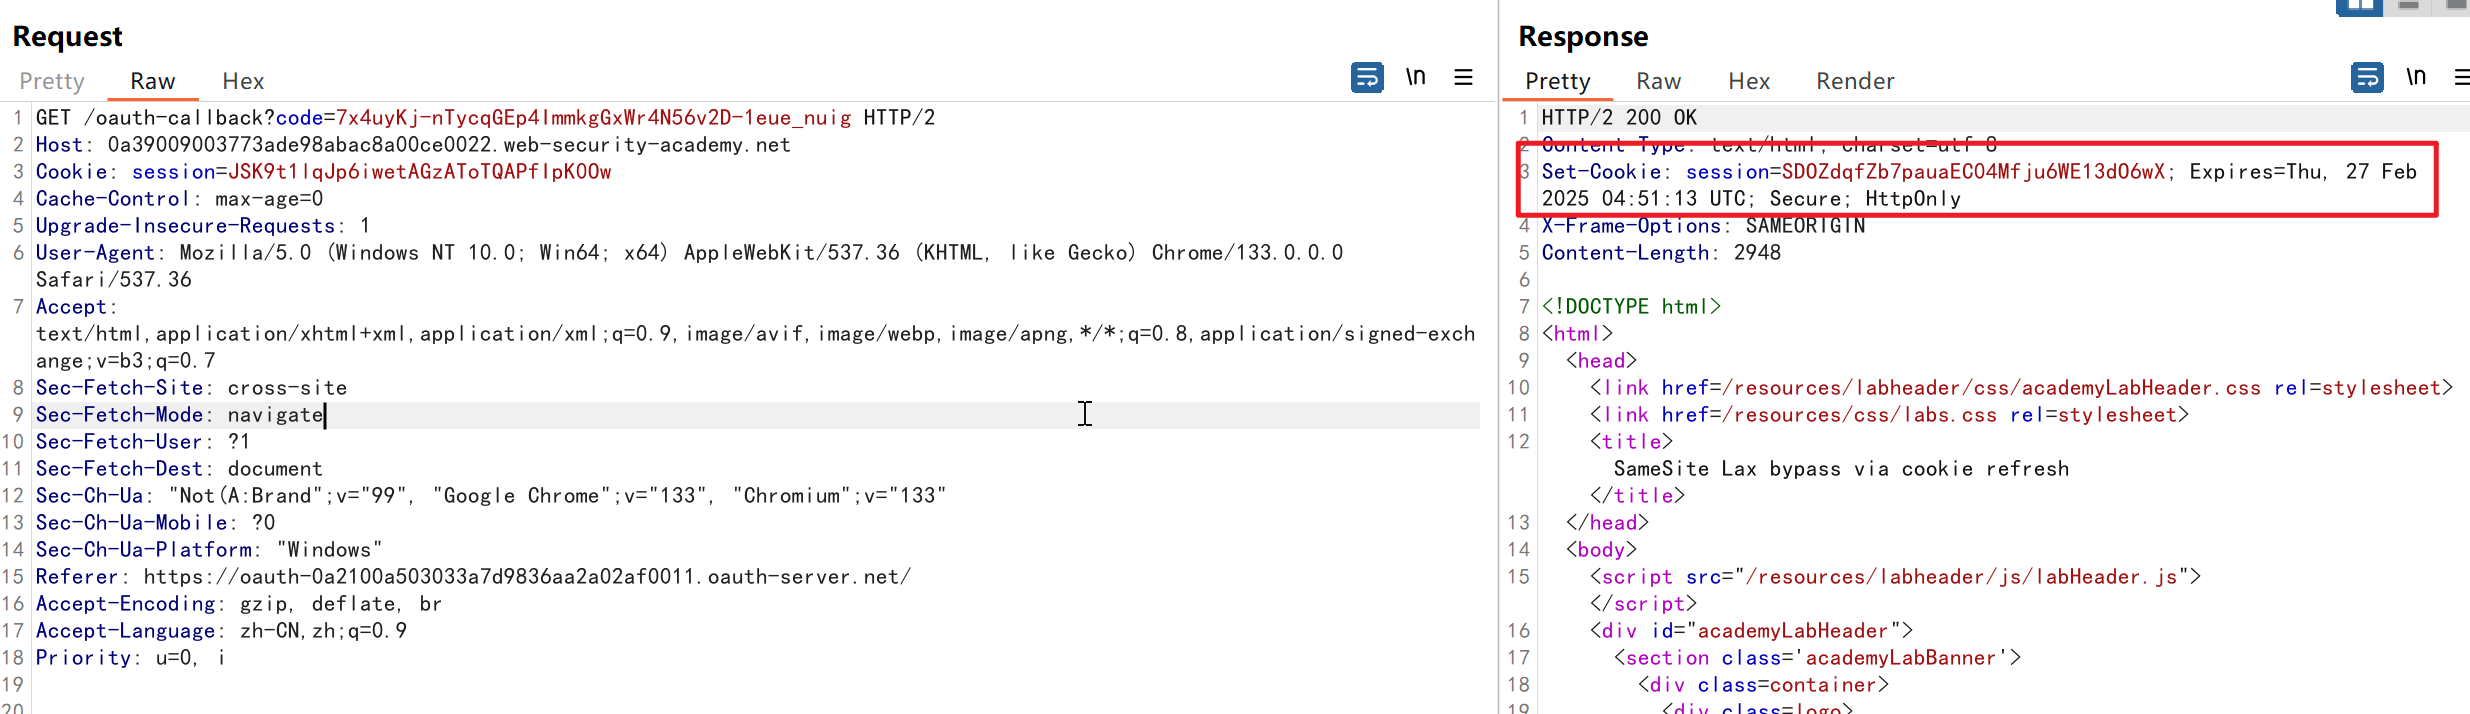 Request
Pretty Raw Hex
\n
1 GET /oauth-callback?code=7x4uyKj-nTycqGEp4lmmkgGxWr4N56v2D-1eue_nuig HTTP/2
2 Host: 0a39009003773ade98abac8a00ce0022.web-security-academy.net
3 Cookie: session=JSK9t1lqJp6iwetAGzAToTQAPflpK0Ow
4 Cache-Control: max-age=0
5 Upgrade-Insecure-Requests: 1
6 User-Agent: Mozilla/5.0 (Windows NT 10.0; Win64; x64) AppleWebKit/537.36 (KHTML, like Gecko) Chrome/133.0.0.0
Safari/537.36
7 Accept:
text/html,application/xhtml+xml,application/xml;q=0.9,image/avif,image/webp,image/apng,*/*;q=0.8,application/signed-exch
ange;v=b3;q=0.7
8 Sec-Fetch-Site: cross-site
9 Sec-Fetch-Mode: navigate
10 Sec-Fetch-User: ?1
11 Sec-Fetch-Dest: document
12 Sec-Ch-Ua: "Not(A:Brand";v="99", "Google Chrome";v="133", "Chromium";v="133"
13 Sec-Ch-Ua-Mobile: ?0
14 Sec-Ch-Ua-Platform: "Windows"
15 Referer: https://oauth-0a2100a503033a7d9836aa2a02af0011.oauth-server.net/
16 Accept-Encoding: gzip, deflate, br
17 Accept-Language: zh-CN,zh;q=0.9
18 Priority: u=0, i
19
20
Response
Pretty Raw Hex Render
\n
1 HTTP/2 200 OK
2 Content-Type: text/html; charset=utf-8
3 Set-Cookie: session=SDOZdqfZb7pauaEC04Mfju6WE13dO6wX; Expires=Thu, 27 Feb
2025 04:51:13 UTC; Secure; HttpOnly
4 X-Frame-Options: SAMEORIGIN
5 Content-Length: 2948
6
7 <!DOCTYPE html>
8 <html>
9 <head>
10 <link href=/resources/labheader/css/academyLabHeader.css rel=stylesheet>
11 <link href=/resources/css/labs.css rel=stylesheet>
12 <title>
SameSite Lax bypass via cookie refresh
</title>
13 </head>
14 <body>
15 <script src="/resources/labheader/js/labHeader.js">
</script>
16 <div id="academyLabHeader">
17 <section class='academyLabBanner'>
18 <div class=container>
19 <div class=logo>